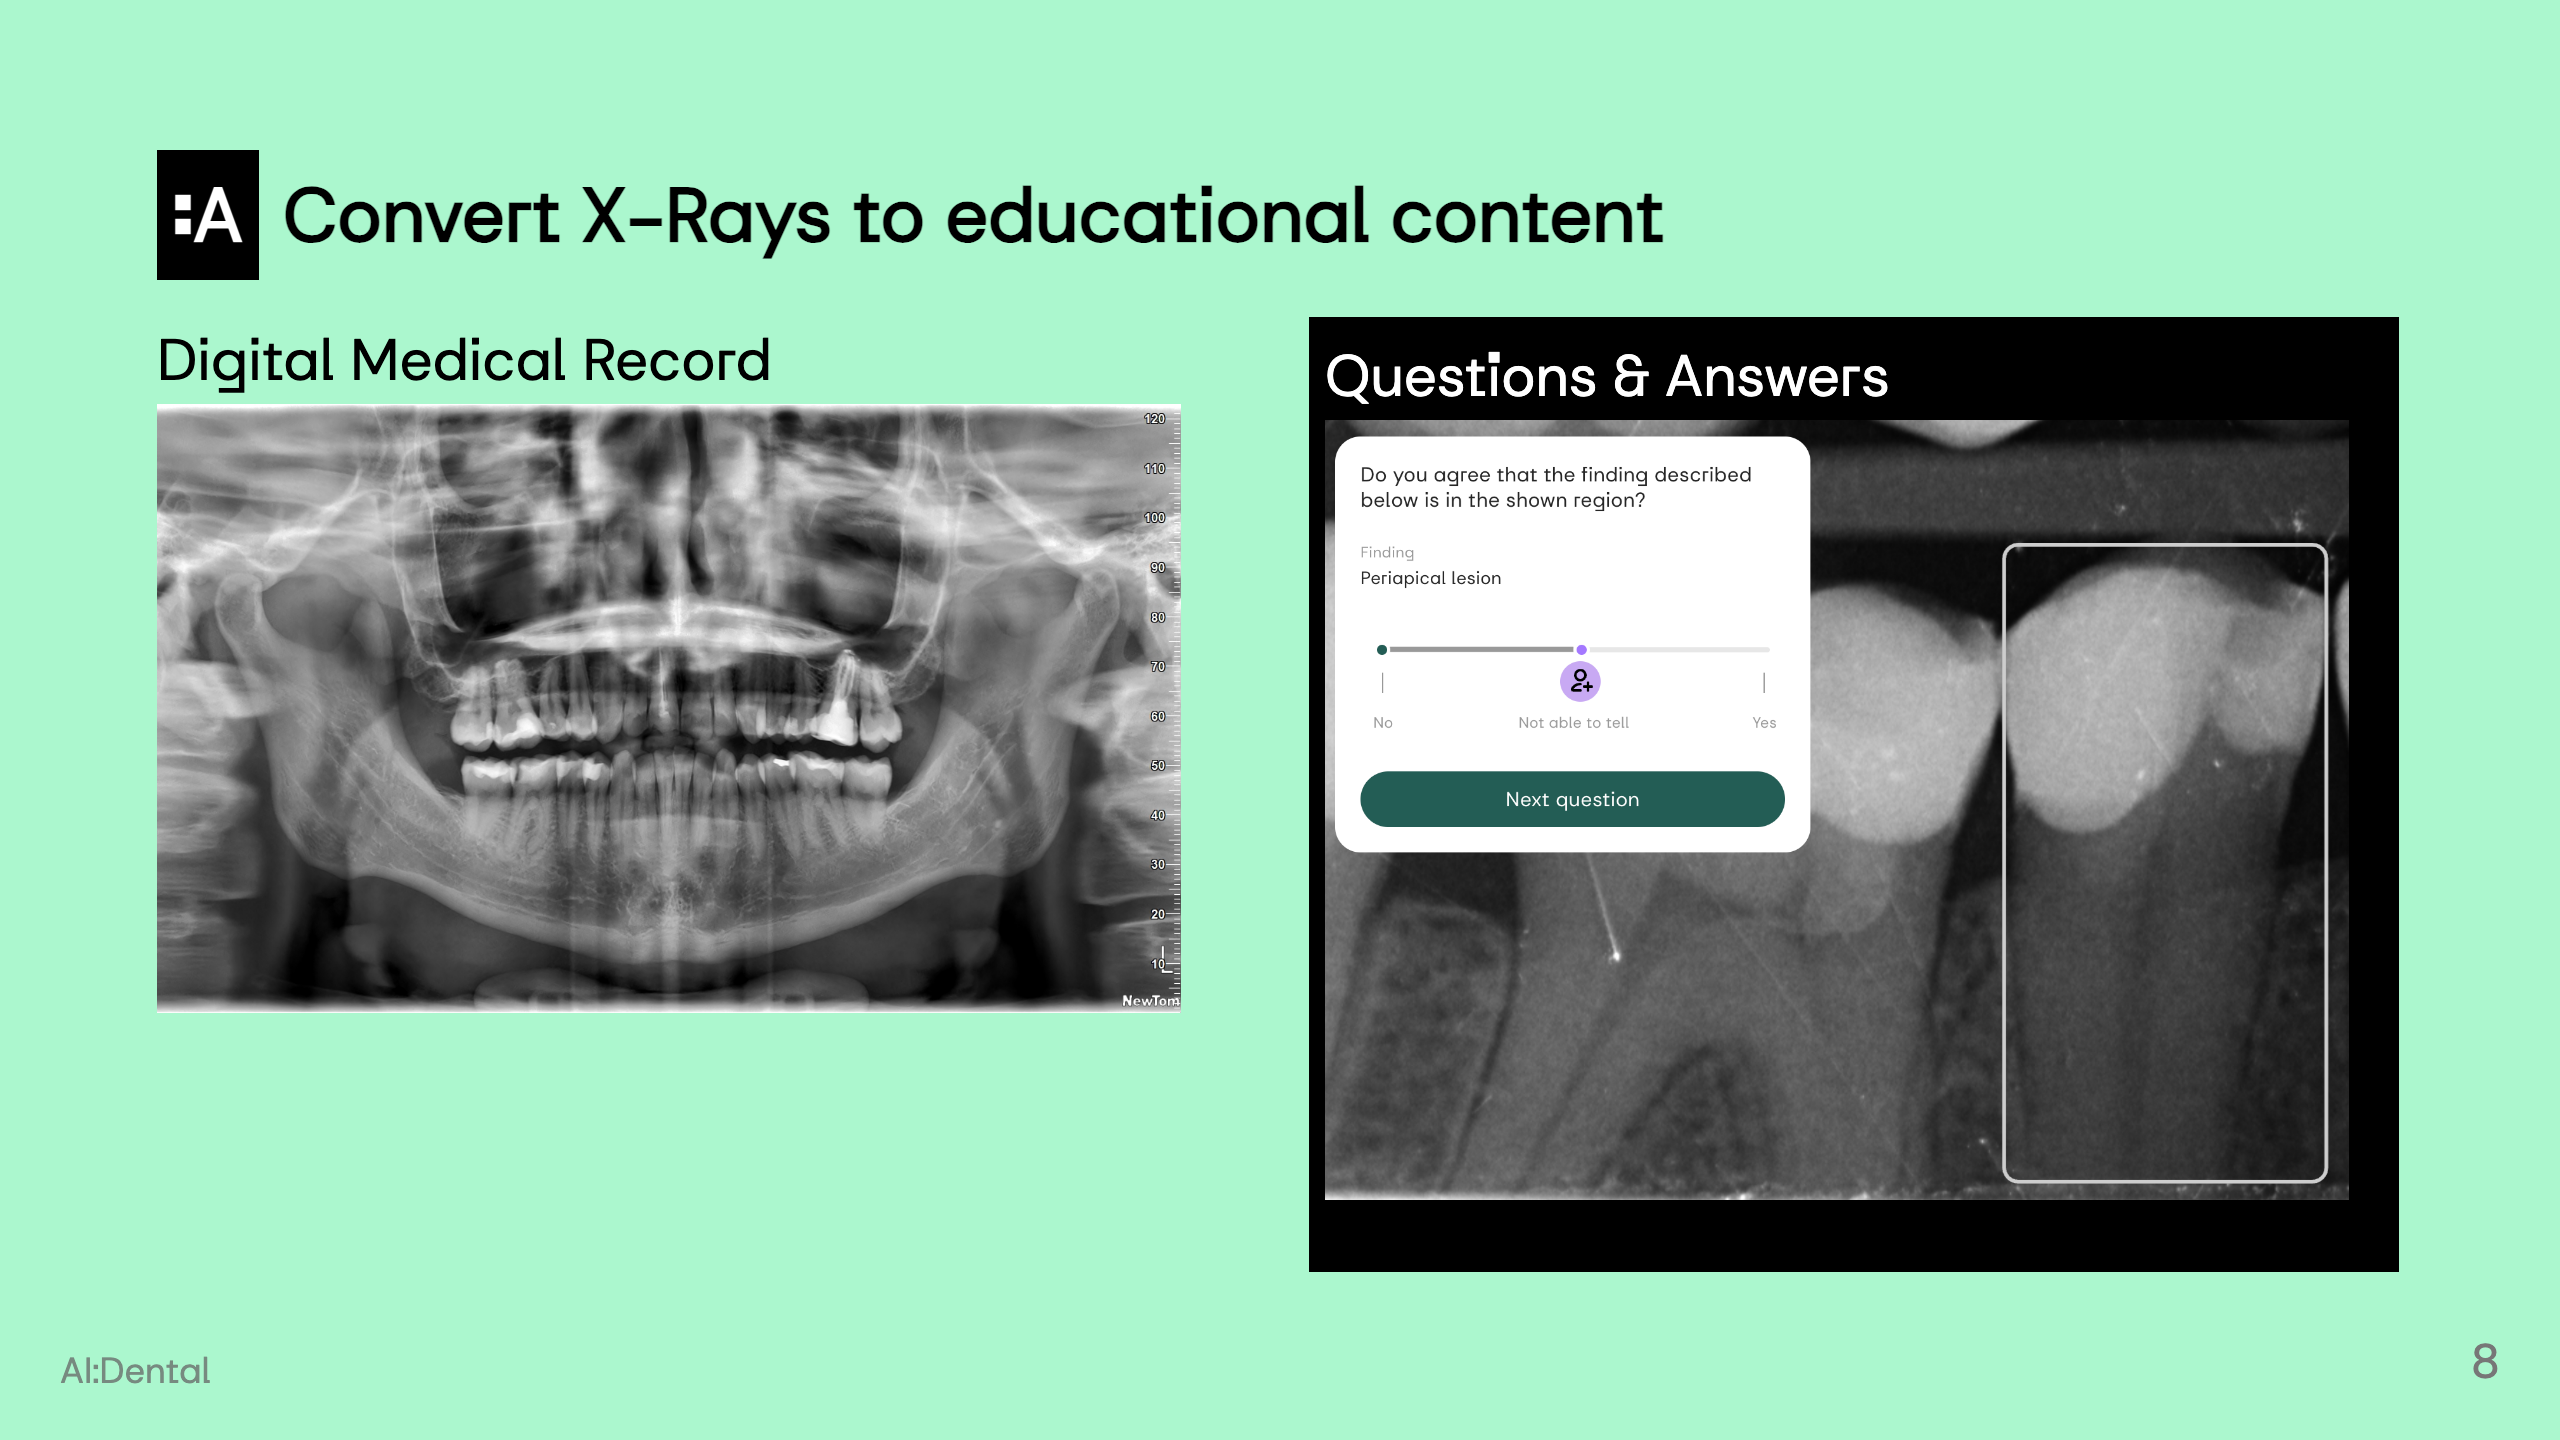 :A Convert X-Rays to educational content
Digital Medical Record
120
110
100
90
80
70
60
50
40
30
20
10
L
NewTom
Questions & Answers
Do you agree that the finding described
below is in the shown region?
Finding
Periapical lesion
No Not able to tell Yes
Next question
AI:Dental
8